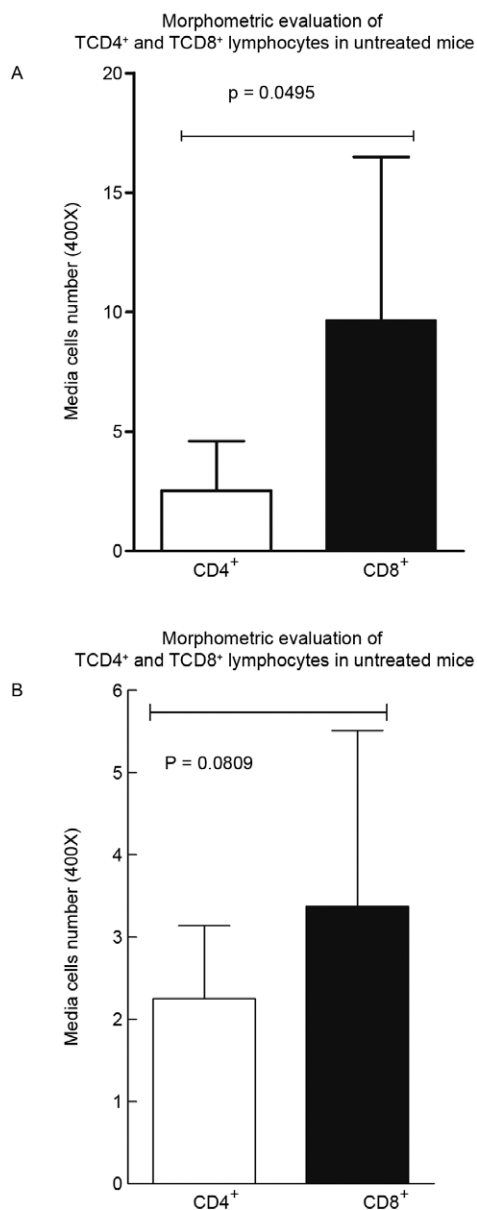 Morphometric evaluation of
TCD4⁺ and TCD8⁺ lymphocytes in untreated mice
A
20
p = 0.0495
15
10
5
0
Media cells number (400X)
CD4⁺
CD8⁺
Morphometric evaluation of
TCD4⁺ and TCD8⁺ lymphocytes in untreated mice
B
6
P = 0.0809
5
4
3
2
1
0
Media cells number (400X)
CD4⁺
CD8⁺